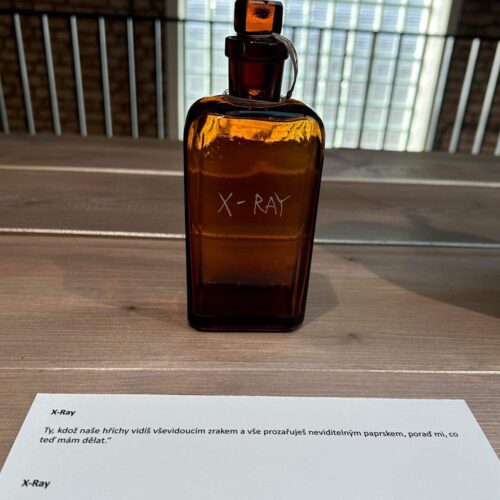 X-RAY
X-Ray
Ty, kdož naše hříchy vidíš vševidoucím zrakem a vše prozařuješ neviditelným paprskem, poraď mi, co
teď mám dělat."
X-Ray